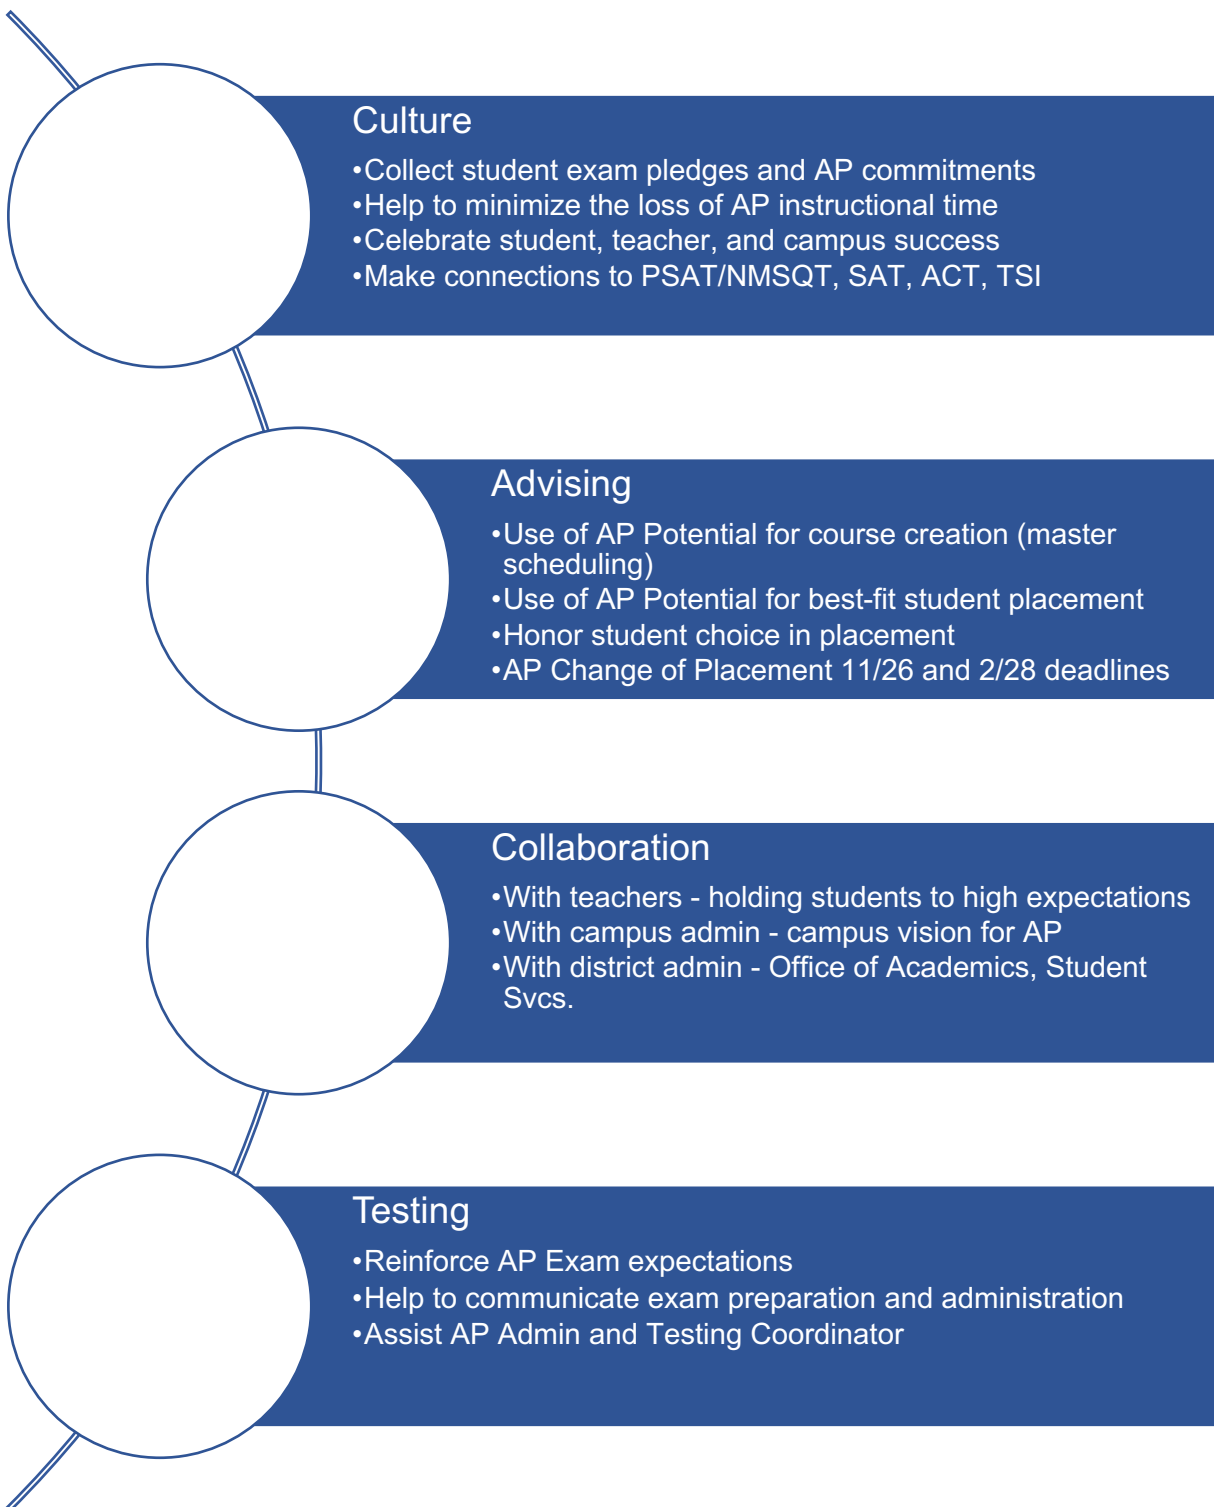 Culture
•Collect student exam pledges and AP commitments
•Help to minimize the loss of AP instructional time
•Celebrate student, teacher, and campus success
•Make connections to PSAT/NMSQT, SAT, ACT, TSI
Advising
•Use of AP Potential for course creation (master
scheduling)
•Use of AP Potential for best-fit student placement
•Honor student choice in placement
•AP Change of Placement 11/26 and 2/28 deadlines
Collaboration
•With teachers - holding students to high expectations
•With campus admin - campus vision for AP
•With district admin - Office of Academics, Student
Svcs.
Testing
•Reinforce AP Exam expectations
•Help to communicate exam preparation and administration
•Assist AP Admin and Testing Coordinator